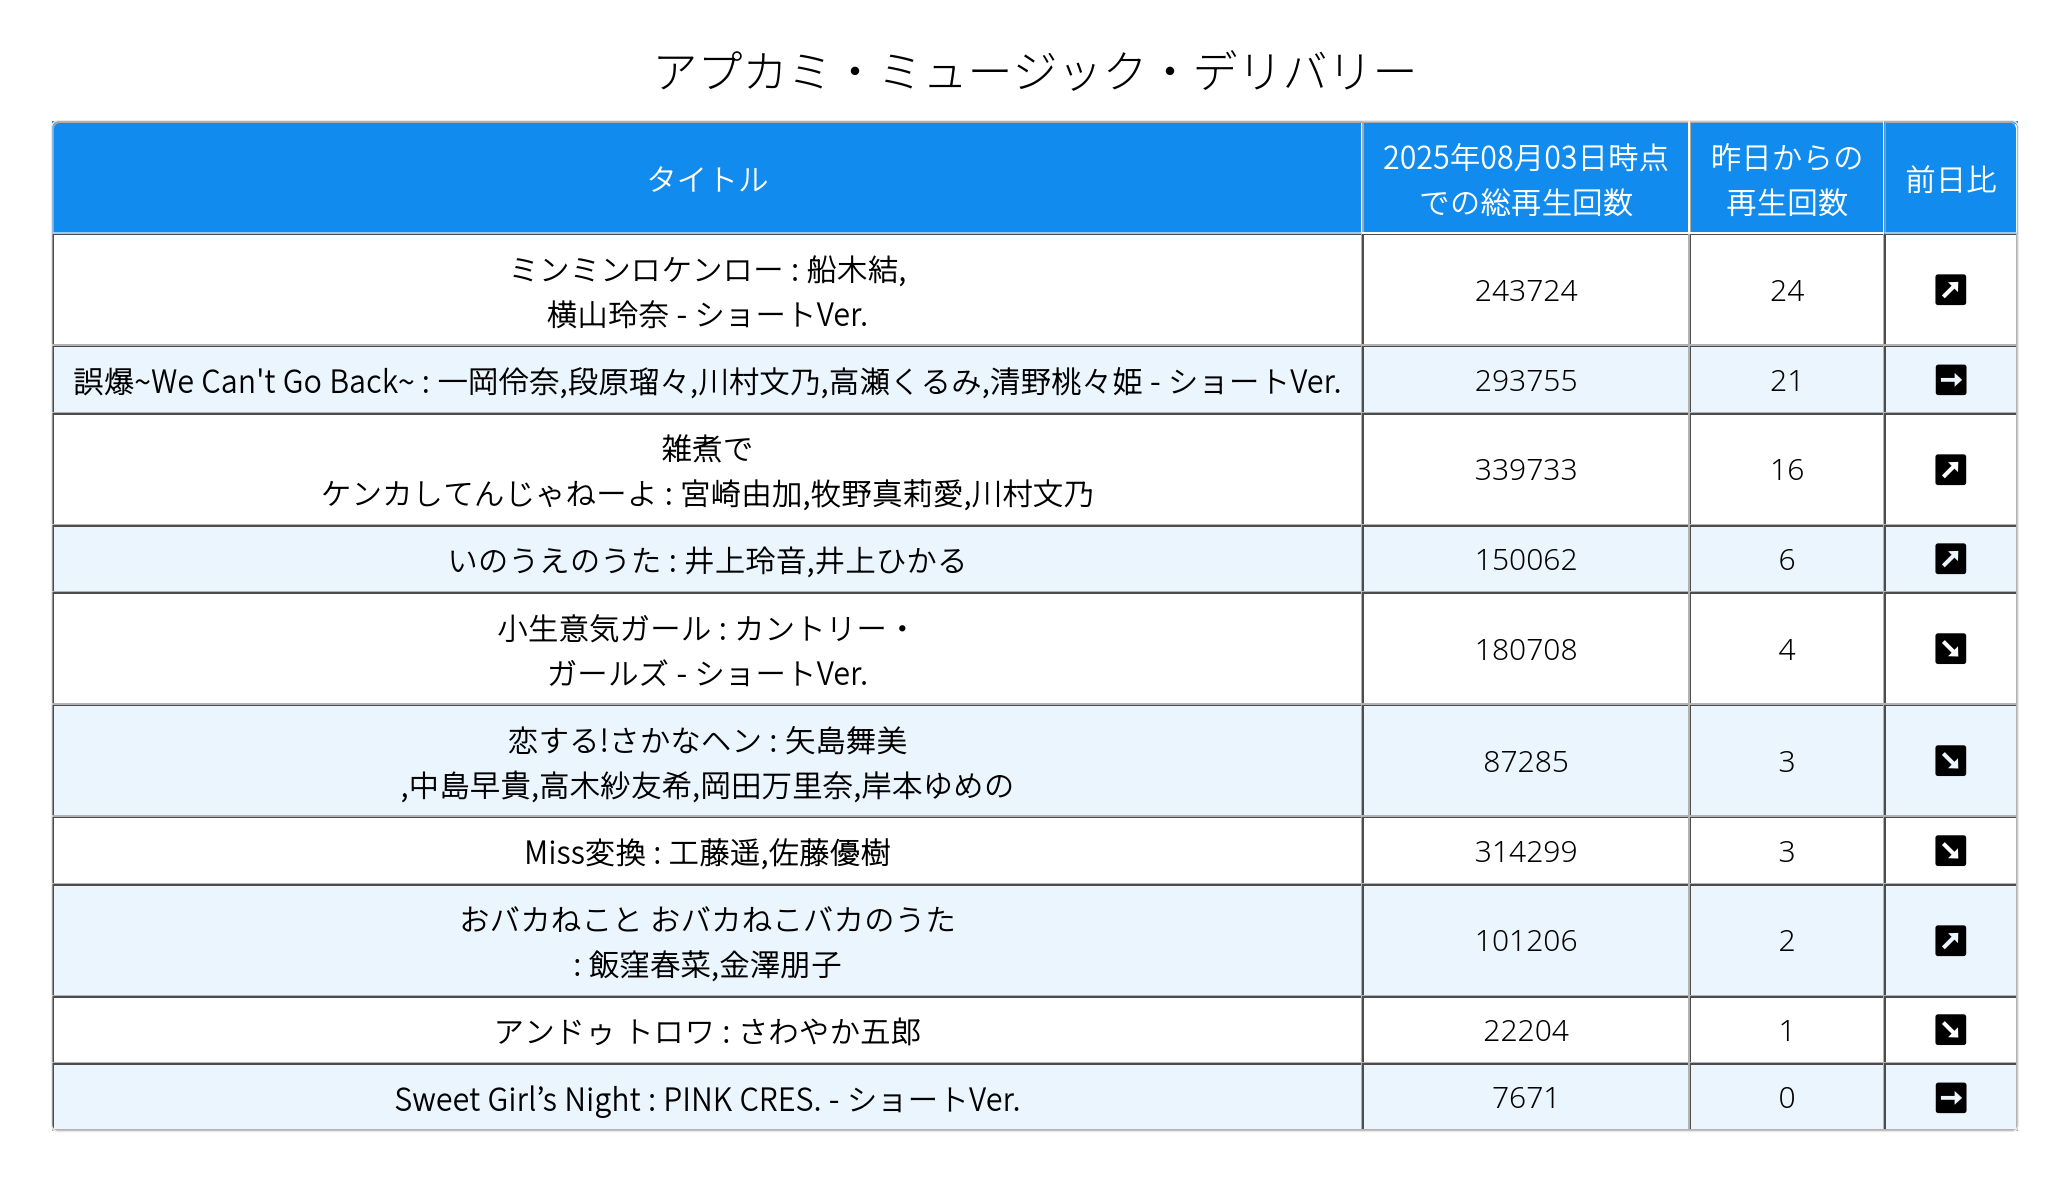 アプカミ・ミュージック・デリバリー
タイトル
2025年08月03日時点
での総再生回数
昨日からの
再生回数
前日比
ミンミンロケンロー : 船木結,
横山玲奈 - ショートVer.
243724
24
誤爆~We Can't Go Back~ : 一岡伶奈,段原瑠々,川村文乃,高瀬くるみ,清野桃々姫 - ショートVer.
293755
21
雑煮で
ケンカしてんじゃねーよ : 宮崎由加,牧野真莉愛,川村文乃
339733
16
いのうえのうた : 井上玲音,井上ひかる
150062
6
小生意気ガール : カントリー・
ガールズ - ショートVer.
180708
4
恋する!さかなヘン : 矢島舞美
,中島早貴,高木紗友希,岡田万里奈,岸本ゆめの
87285
3
Miss変換 : 工藤遥,佐藤優樹
314299
3
おバカねこと おバカねこバカのうた
: 飯窪春菜,金澤朋子
101206
2
アンドゥ トロワ : さわやか五郎
22204
1
Sweet Girl’s Night : PINK CRES. - ショートVer.
7671
0